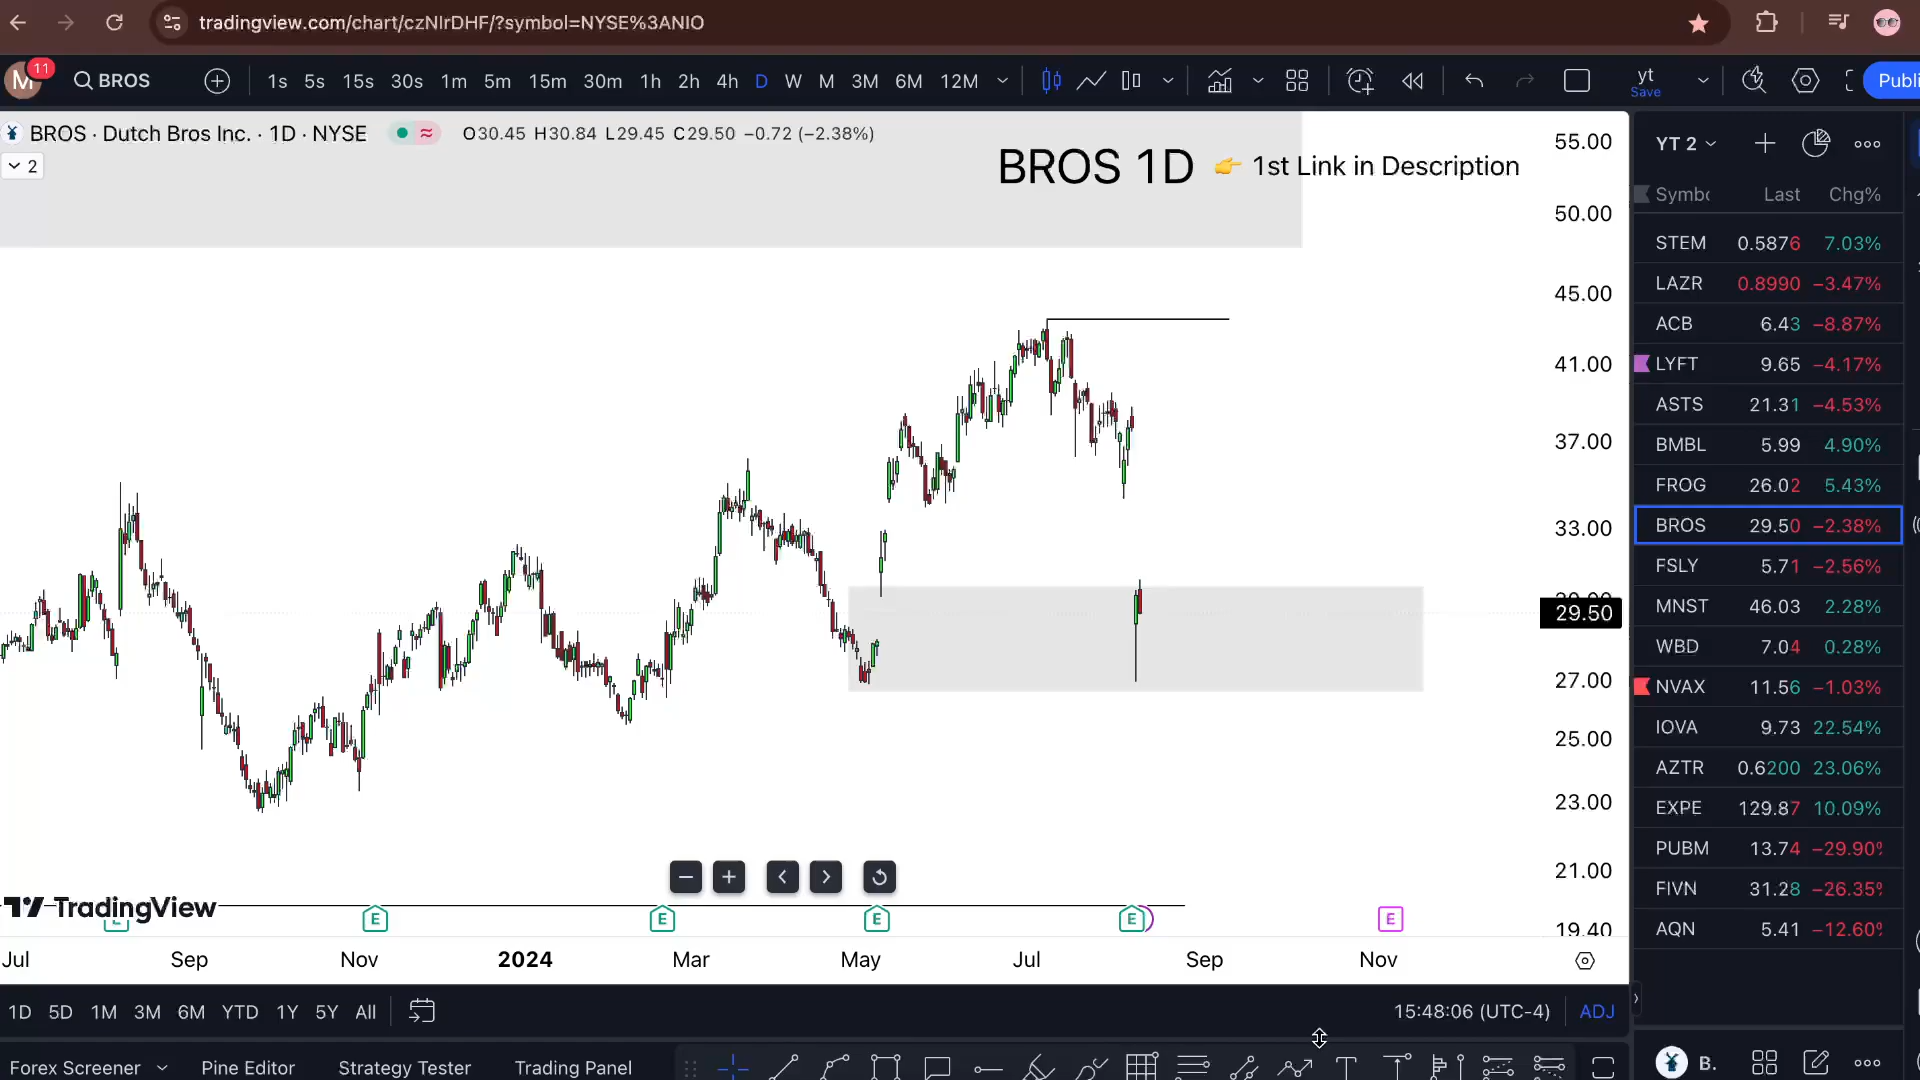 tradingview.com/chart/czNlrDHF/?symbol=NYSE%3ANIO
M 11 BROS 1s 5s 15s 30s 1m 5m 15m 30m 1h 2h 4h D W M 3M 6M 12M yt Save Publi
BROS · Dutch Bros Inc. · 1D · NYSE O30.45 H30.84 L29.45 C29.50 −0.72 (−2.38%)
2
BROS 1D 👉 1st Link in Description
55.00
50.00
45.00
41.00
37.00
33.00
29.50
27.00
25.00
23.00
21.00
19.40
YT 2
Symbo Last Chg%
STEM 0.5876 7.03%
LAZR 0.8990 −3.47%
ACB 6.43 −8.87%
LYFT 9.65 −4.17%
ASTS 21.31 −4.53%
BMBL 5.99 4.90%
FROG 26.02 5.43%
BROS 29.50 −2.38%
FSLY 5.71 −2.56%
MNST 46.03 2.28%
WBD 7.04 0.28%
NVAX 11.56 −1.03%
IOVA 9.73 22.54%
AZTR 0.6200 23.06%
EXPE 129.87 10.09%
PUBM 13.74 −29.90%
FIVN 31.28 −26.35%
AQN 5.41 −12.60%
TradingView
E E E E E E
Jul Sep Nov 2024 Mar May Jul Sep Nov
1D 5D 1M 3M 6M YTD 1Y 5Y All 15:48:06 (UTC-4) ADJ
Forex Screener Pine Editor Strategy Tester Trading Panel B.